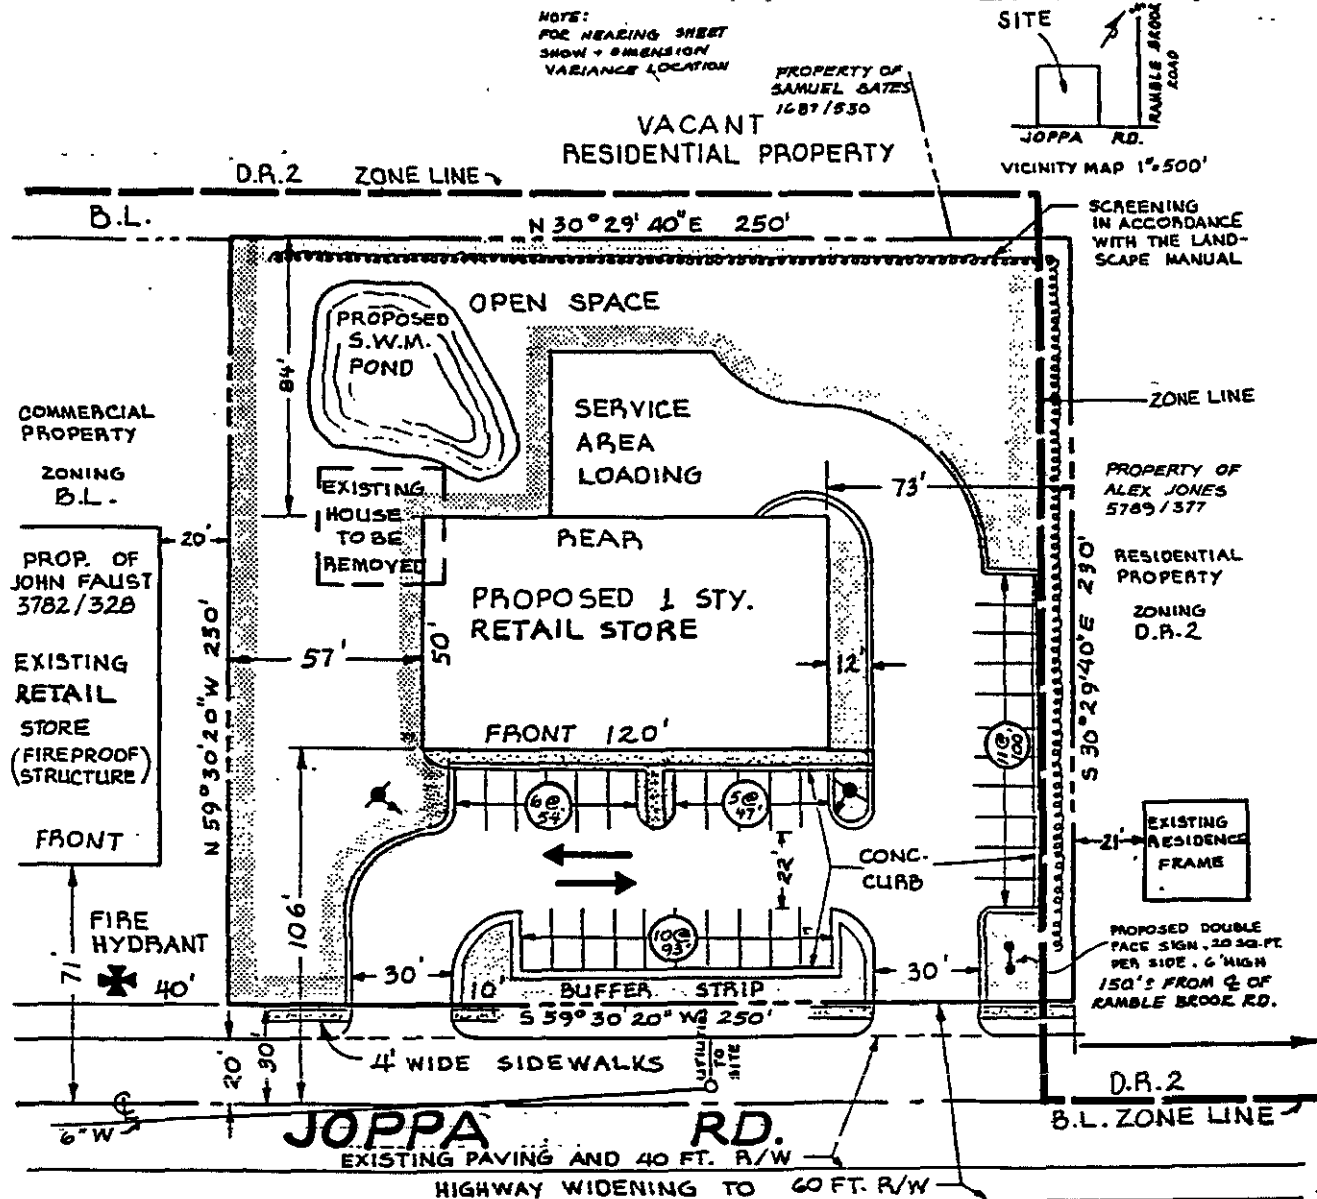 NOTE:
FOR HEARING SHEET
SHOW + DIMENSION
VARIANCE LOCATION
PROPERTY OF
SAMUEL BATES
1687/530
SITE
RAMBLE BROOK
ROAD
JOPPA RD.
VICINITY MAP 1"=500'
VACANT
RESIDENTIAL PROPERTY
D.R.2 ZONE LINE
B.L.
N 30° 29' 40" E 250'
SCREENING
IN ACCORDANCE
WITH THE LAND-
SCAPE MANUAL
OPEN SPACE
PROPOSED
S.W.M.
POND
84'
SERVICE
AREA
LOADING
ZONE LINE
COMMERCIAL
PROPERTY
ZONING
B.L.
EXISTING
HOUSE
TO BE
REMOVED
73'
PROPERTY OF
ALEX JONES
5789/377
20'
REAR
PROP. OF
JOHN FAUST
3782/328
RESIDENTIAL
PROPERTY
ZONING
D.R.2
PROPOSED 1 STY.
RETAIL STORE
EXISTING
RETAIL
STORE
(FIREPROOF)
(STRUCTURE)
FRONT
N 59° 30' 20" W 250'
57'
50'
12'
S 30° 29' 40" E 290'
FRONT 120'
11@
100'
6@
54'
5@
47'
22'
CONC.
CURB
21'
EXISTING
RESIDENCE
FRAME
106'
FIRE
HYDRANT
40'
71'
10@
93'
30'
10'
BUFFER STRIP
30'
PROPOSED DOUBLE
FACE SIGN, 20 SQ. FT.
PER SIDE. 6' HIGH
150'± FROM ℄ OF
RAMBLE BROOK RD.
S 59° 30' 20" W 250'
4' WIDE SIDEWALKS
UTILITIES
TO
SITE
20'
30'
6" W
D.R.2
B.L. ZONE LINE
JOPPA RD.
EXISTING PAVING AND 40 FT. R/W
HIGHWAY WIDENING TO 60 FT. R/W